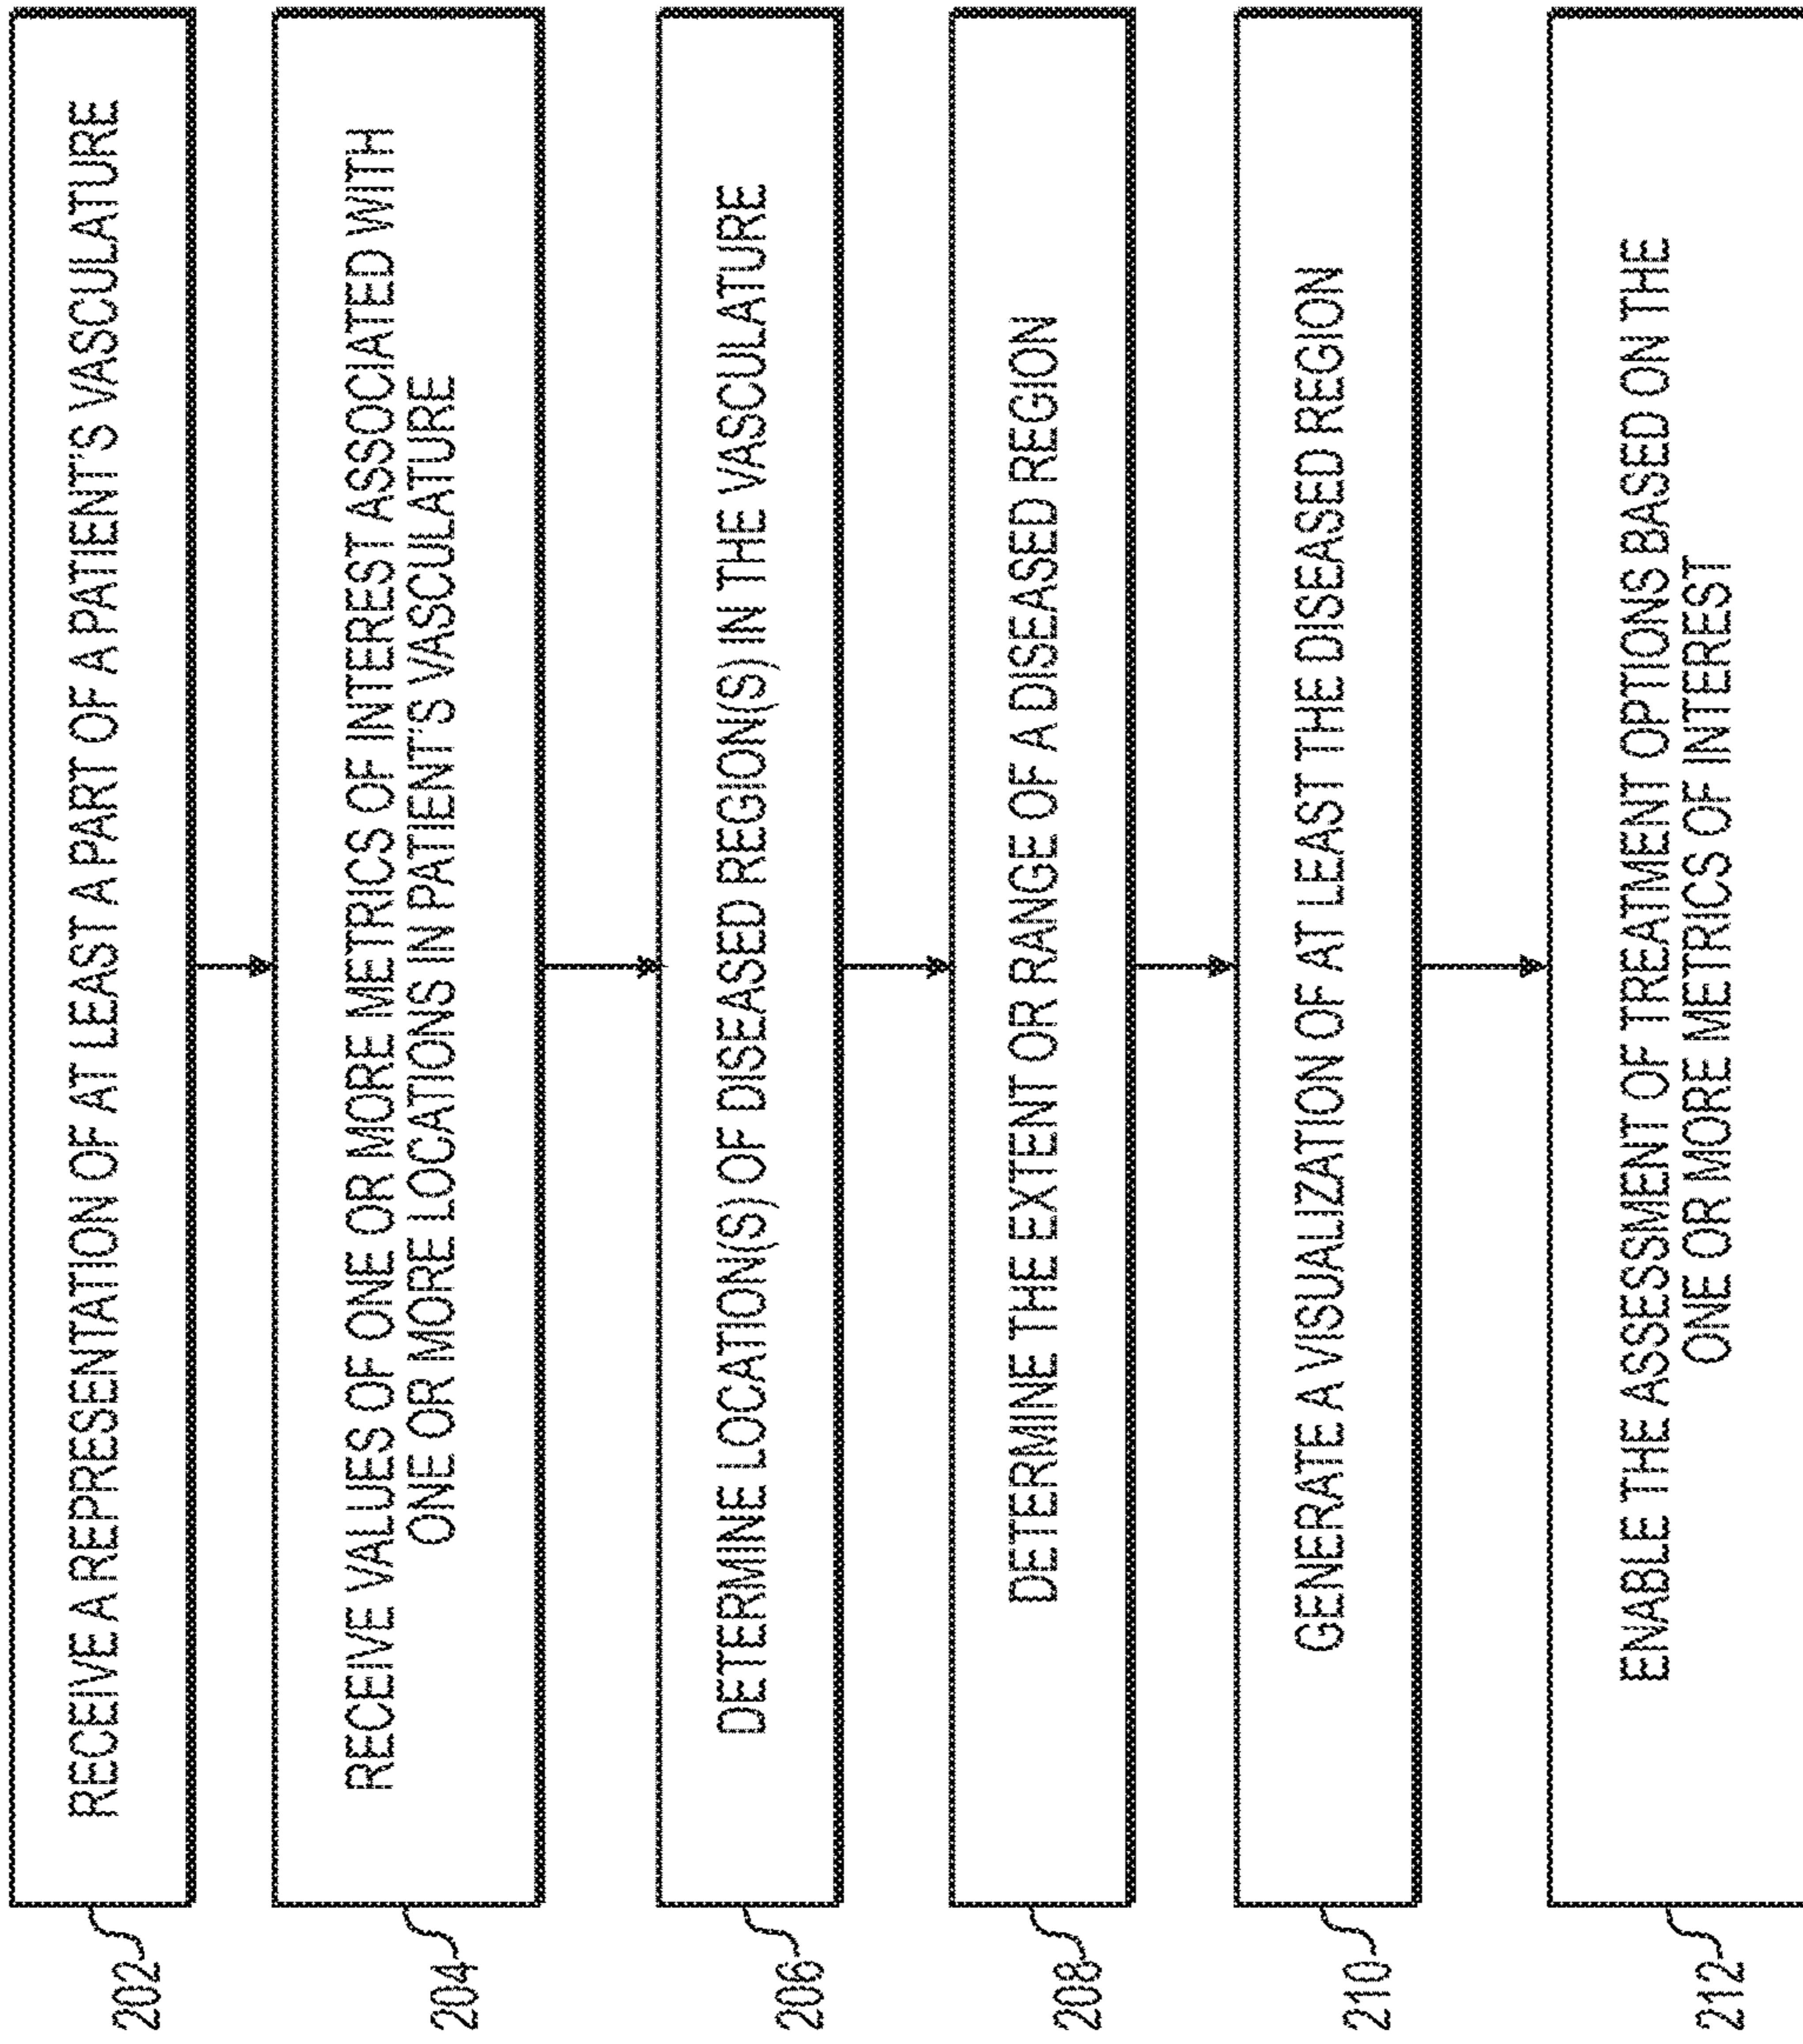 202
RECEIVE A REPRESENTATION OF AT LEAST A PART OF A PATIENT'S VASCULATURE
204
RECEIVE VALUES OF ONE OR MORE METRICS OF INTEREST ASSOCIATED WITH
ONE OR MORE LOCATIONS IN PATIENT'S VASCULATURE
206
DETERMINE LOCATION(S) OF DISEASED REGION(S) IN THE VASCULATURE
208
DETERMINE THE EXTENT OR RANGE OF A DISEASED REGION
210
GENERATE A VISUALIZATION OF AT LEAST THE DISEASED REGION
212
ENABLE THE ASSESSMENT OF TREATMENT OPTIONS BASED ON THE
ONE OR MORE METRICS OF INTEREST